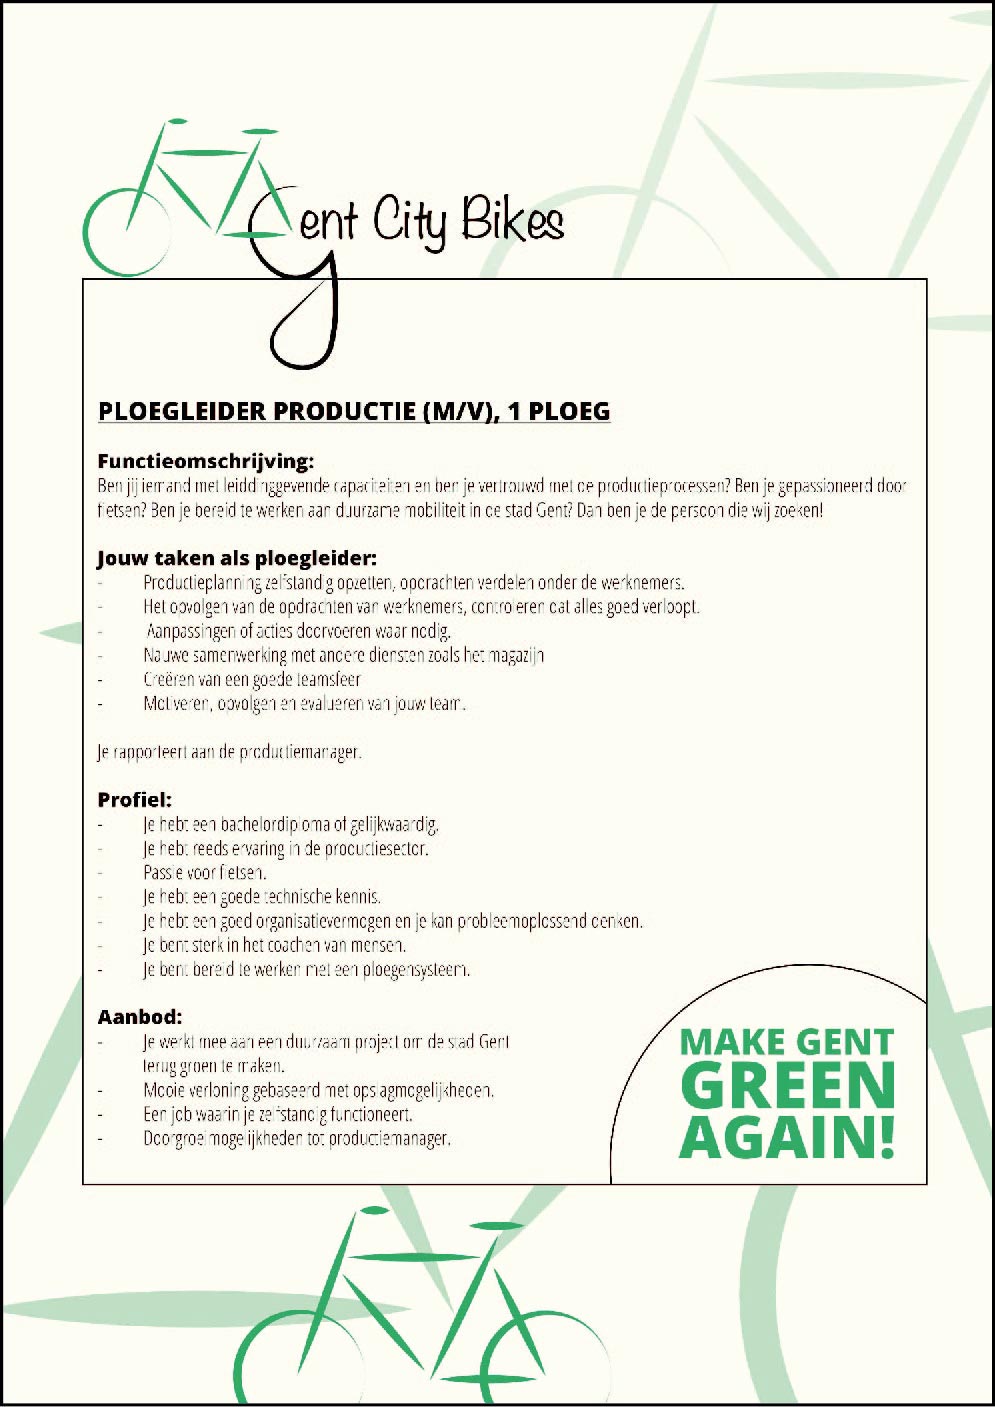 Gent City Bikes
PLOEGLEIDER PRODUCTIE (M/V), 1 PLOEG
Functieomschrijving:
Ben jij iemand met leiddinggevende capaciteiten en ben je vertrouwd met de productieprocessen? Ben je gepassioneerd door
fietsen? Ben je bereid te werken aan duurzame mobiliteit in de stad Gent? Dan ben je de persoon die wij zoeken!
Jouw taken als ploegleider:
- Productieplanning zelfstandig opzetten, opdrachten verdelen onder de werknemers.
- Het opvolgen van de opdrachten van werknemers, controleren dat alles goed verloopt.
- Aanpassingen of acties doorvoeren waar nodig.
- Nauwe samenwerking met andere diensten zoals het magazijn
- Creëren van een goede teamsfeer
- Motiveren, opvolgen en evalueren van jouw team.
Je rapporteert aan de productiemanager.
Profiel:
- Je hebt een bachelordiploma of gelijkwaardig.
- Je hebt reeds ervaring in de productiesector.
- Passie voor fietsen.
- Je hebt een goede technische kennis.
- Je hebt een goed organisatievermogen en je kan probleemoplossend denken.
- Je bent sterk in het coachen van mensen.
- Je bent bereid te werken met een ploegensysteem.
Aanbod:
- Je werkt mee aan een duurzaam project om de stad Gent
terug groen te maken.
- Mooie verloning gebaseerd met opslagmogelijkheden.
- Een job waarin je zelfstandig functioneert.
- Doorgroeimogelijkheden tot productiemanager.
MAKE GENT
GREEN
AGAIN!